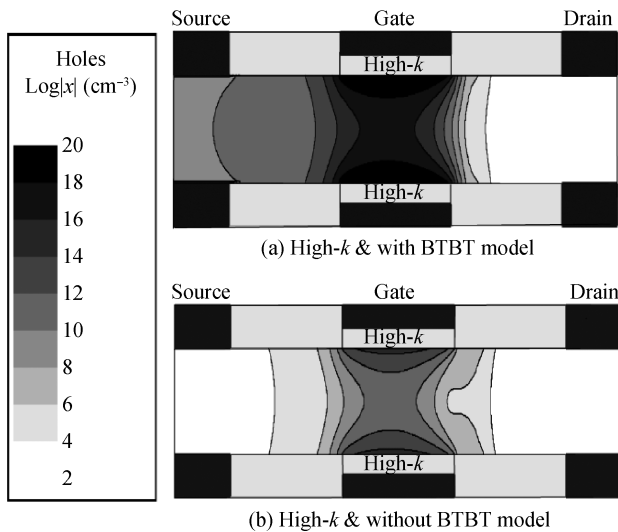 Holes
Log|x| (cm⁻³)
20
18
16
14
12
10
8
6
4
2
Source Gate Drain
High-k
High-k
(a) High-k & with BTBT model
Source Gate Drain
High-k
High-k
(b) High-k & without BTBT model